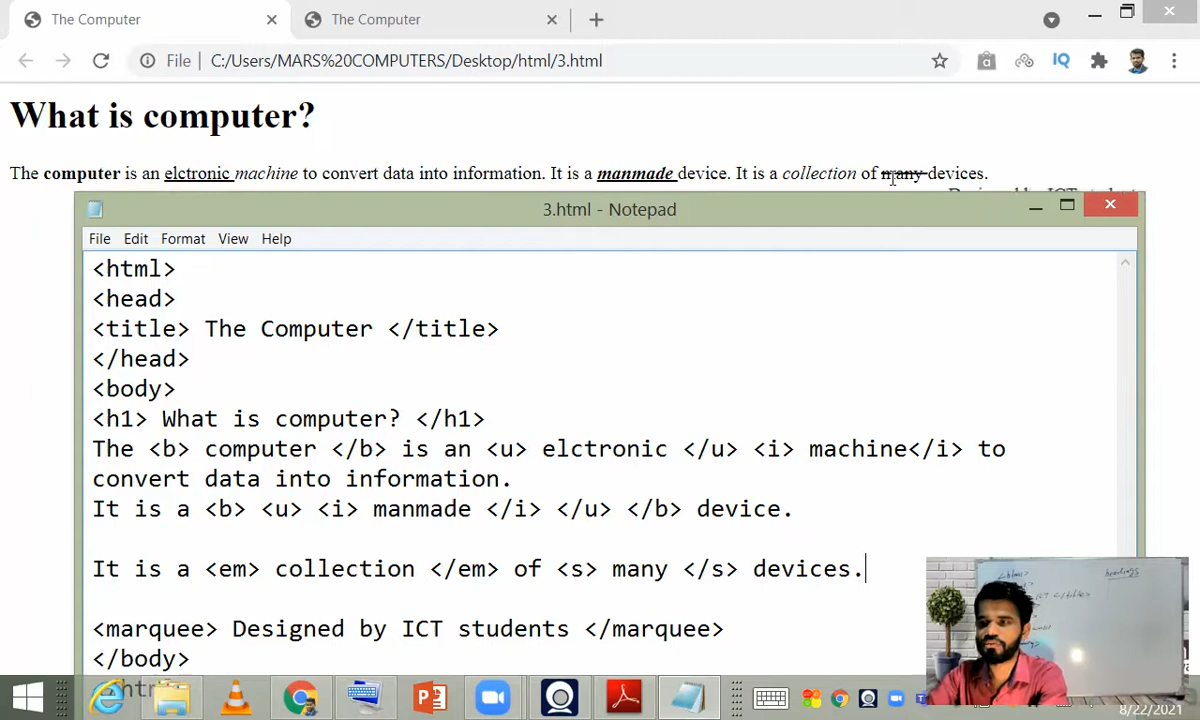 The Computer
The Computer
File
C:/Users/MARS%20COMPUTERS/Desktop/html/3.html
IQ
What is computer?
The computer is an elctronic machine to convert data into information. It is a manmade device. It is a collection of many devices.
3.html - Notepad
File Edit Format View Help
<html>
<head>
<title> The Computer </title>
</head>
<body>
<h1> What is computer? </h1>
The <b> computer </b> is an <u> elctronic </u> <i> machine</i> to
convert data into information.
It is a <b> <u> <i> manmade </i> </u> </b> device.
It is a <em> collection </em> of <s> many </s> devices.
<marquee> Designed by ICT students </marquee>
</body>
headings
8/22/2021